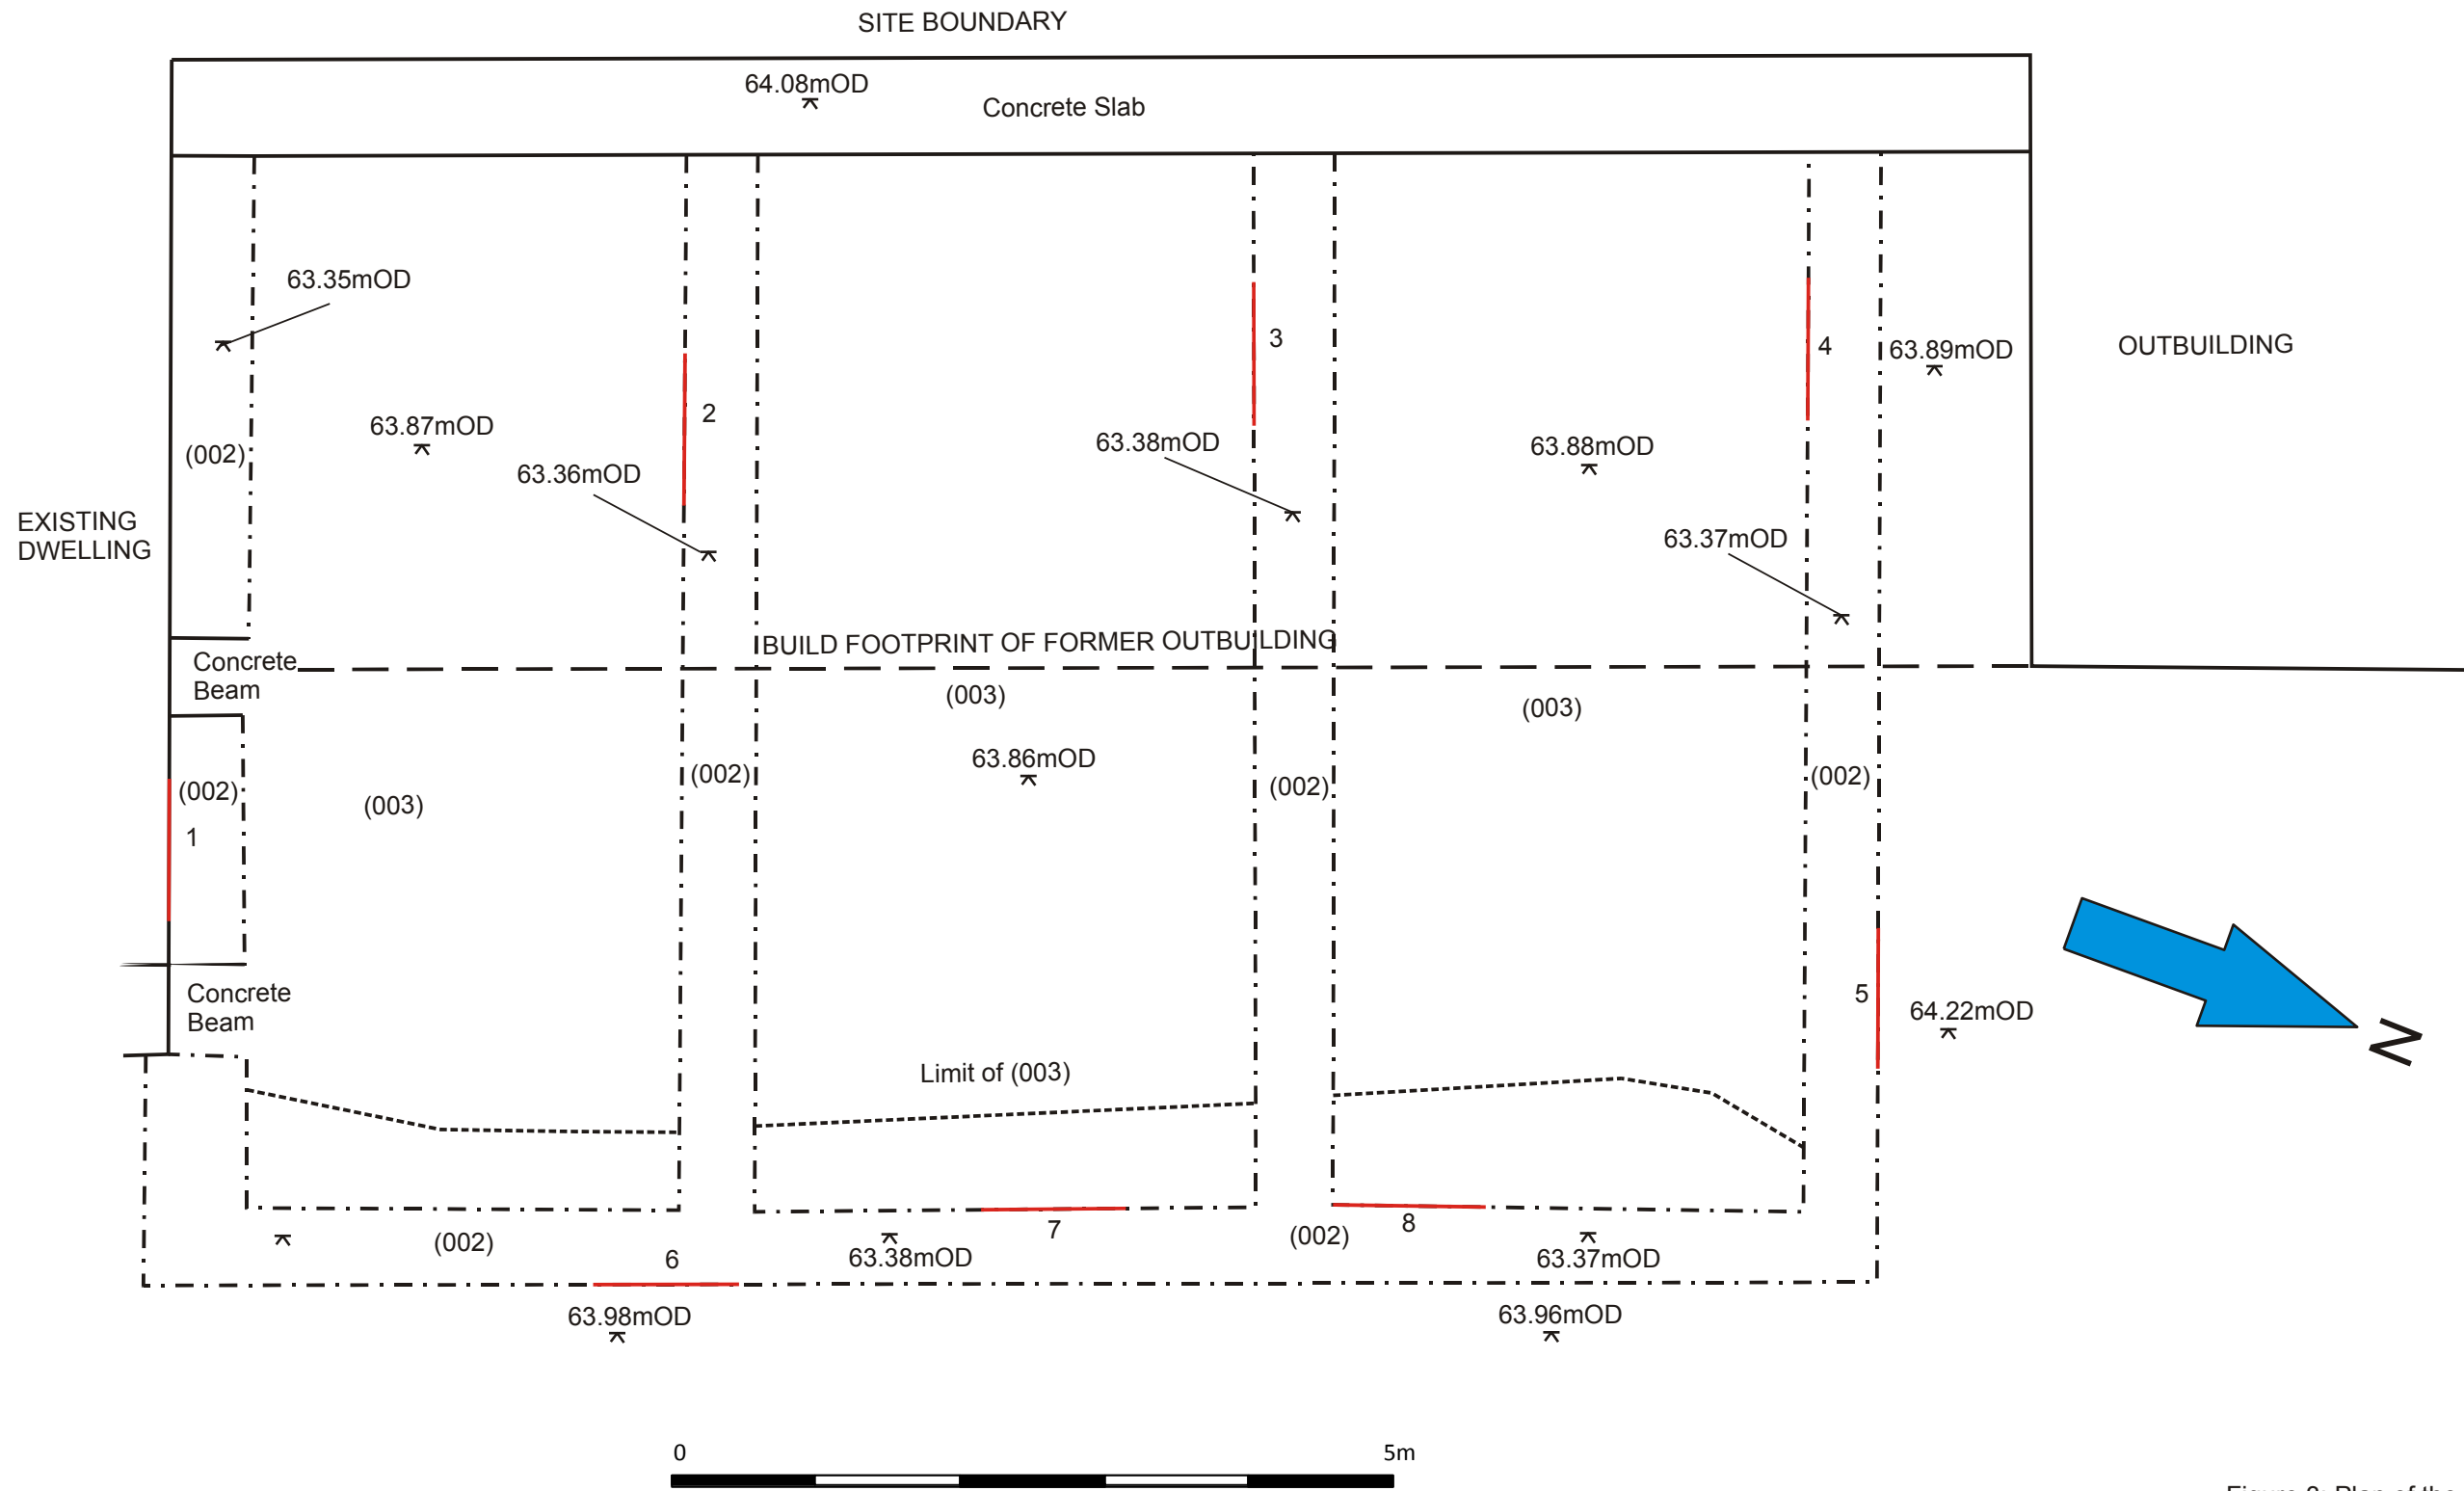 SITE BOUNDARY
64.08mOD
Concrete Slab
63.35mOD
3
4
63.89mOD
OUTBUILDING
2
63.87mOD
63.38mOD
63.88mOD
(002)
63.36mOD
EXISTING
DWELLING
63.37mOD
BUILD FOOTPRINT OF FORMER OUTBUILDING
Concrete
Beam
(003)
(003)
63.86mOD
(002)
(002)
(002)
(002)
(003)
1
Concrete
Beam
5
64.22mOD
N
Limit of (003)
(002)
6
7
63.38mOD
(002)
8
63.37mOD
63.98mOD
63.96mOD
0
5m